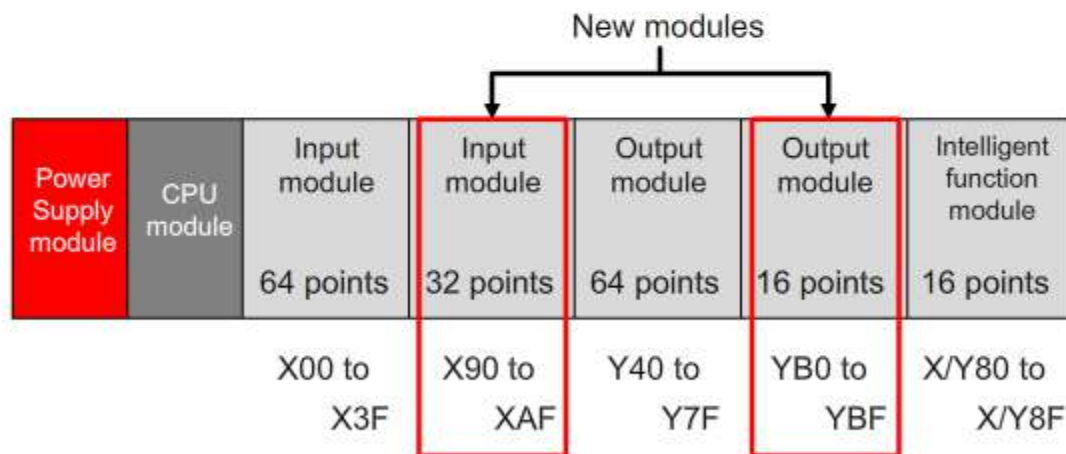 New modules
Power
Supply
module
CPU
module
Input
module
64 points
Input
module
32 points
Output
module
64 points
Output
module
16 points
Intelligent
function
module
16 points
X00 to
X3F
X90 to
XAF
Y40 to
Y7F
YB0 to
YBF
X/Y80 to
X/Y8F